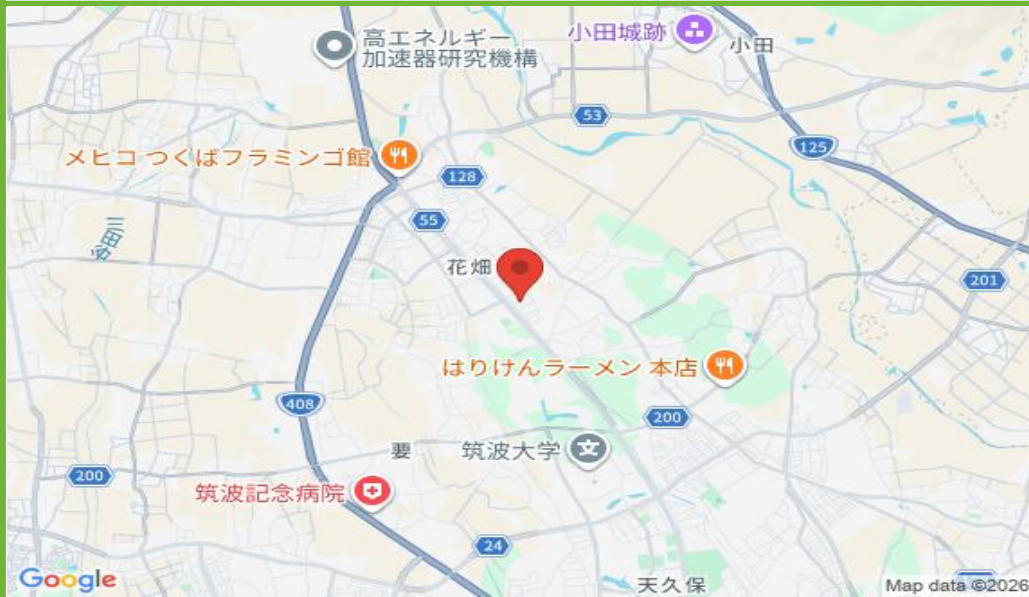 高エネルギー
加速器研究機構
小田城跡
小田
53
125
メヒコ つくばフラミンゴ館
128
55
花畑
201
はりけんラーメン 本店
408
200
要
筑波大学
200
筑波記念病院
24
天久保
Google
Map data ©2026